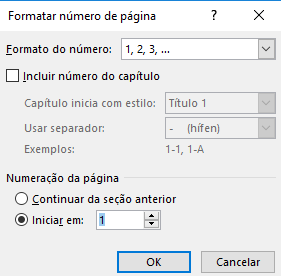 Formatar número de página
Formato do número: 1, 2, 3, ...
Incluir número do capítulo
Capítulo inicia com estilo: Título 1
Usar separador: - (hífen)
Exemplos: 1-1, 1-A
Numeração da página
Continuar da seção anterior
Iniciar em: 1
OK Cancelar